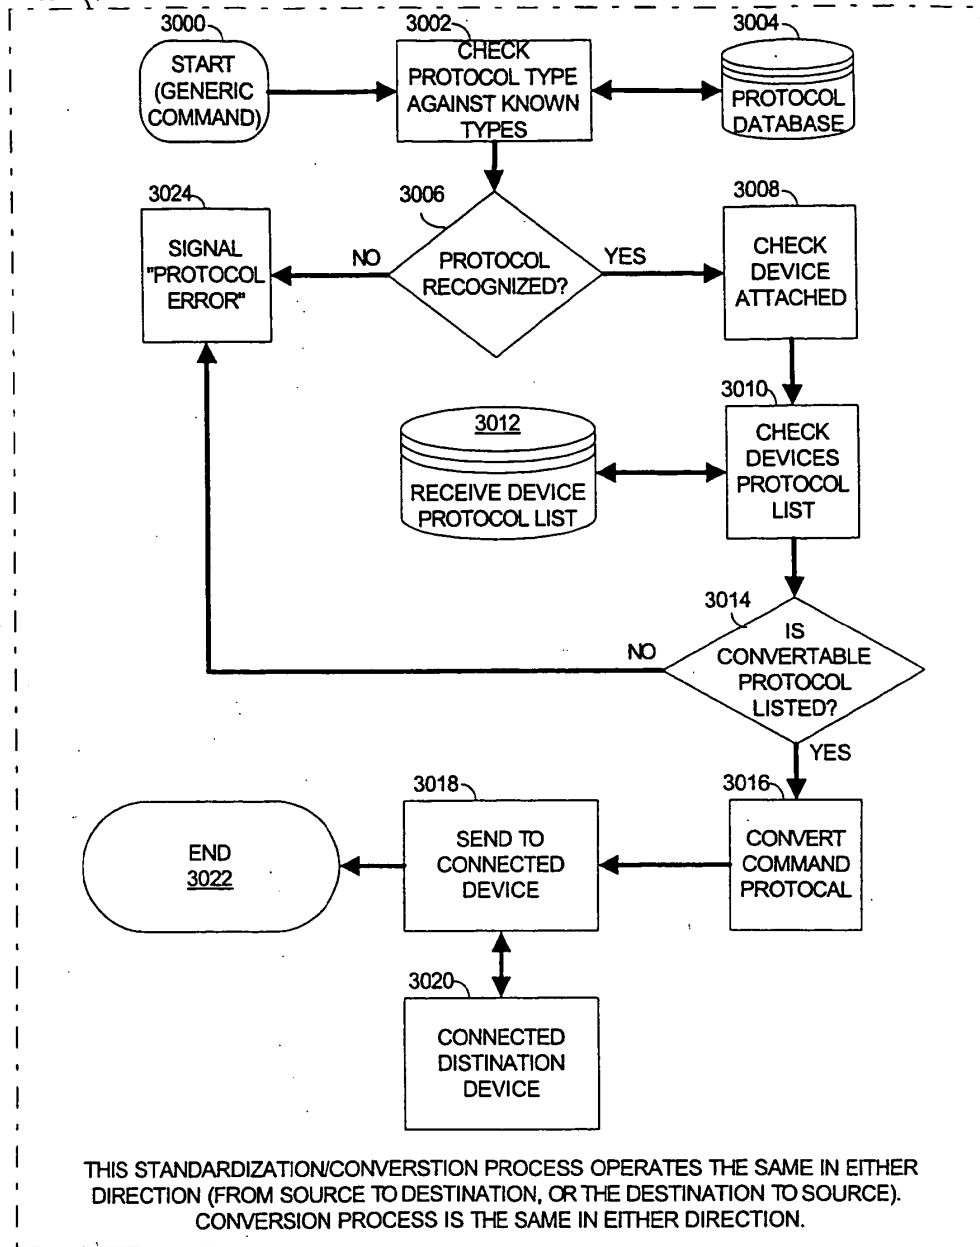 3000
START
(GENERIC
COMMAND)
3002
CHECK
PROTOCOL TYPE
AGAINST KNOWN
TYPES
3004
PROTOCOL
DATABASE
3024
SIGNAL
"PROTOCOL
ERROR"
NO
3006
PROTOCOL
RECOGNIZED?
YES
3008
CHECK
DEVICE
ATTACHED
3012
RECEIVE DEVICE
PROTOCOL LIST
3010
CHECK
DEVICES
PROTOCOL
LIST
3014
IS
CONVERTABLE
PROTOCOL
LISTED?
NO
YES
3016
CONVERT
COMMAND
PROTOCAL
3018
SEND TO
CONNECTED
DEVICE
END
3022
3020
CONNECTED
DISTINATION
DEVICE
THIS STANDARDIZATION/CONVERSTION PROCESS OPERATES THE SAME IN EITHER
DIRECTION (FROM SOURCE TO DESTINATION, OR THE DESTINATION TO SOURCE).
CONVERSION PROCESS IS THE SAME IN EITHER DIRECTION.